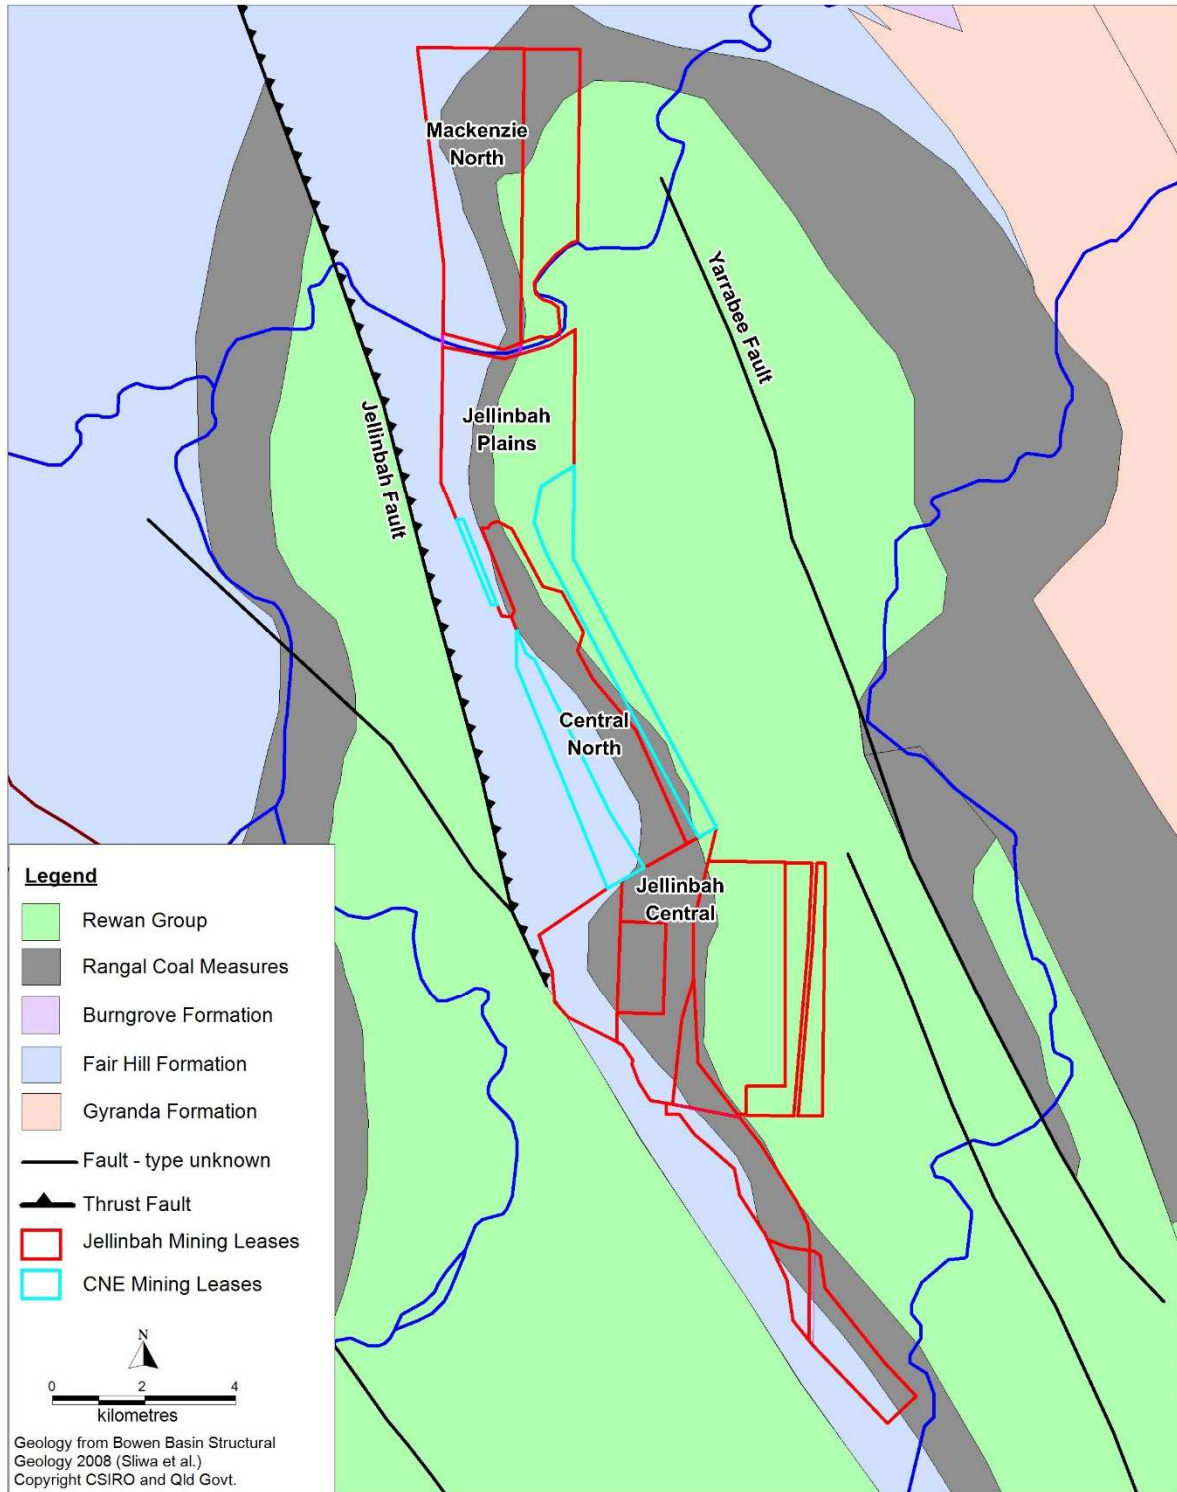 Mackenzie
North
Yarrabee Fault
Jellinbah
Plains
Jellinbah Fault
Central
North
Jellinbah
Central
Legend
Rewan Group
Rangal Coal Measures
Burngrove Formation
Fair Hill Formation
Gyranda Formation
Fault - type unknown
Thrust Fault
Jellinbah Mining Leases
CNE Mining Leases
N
0 2 4
kilometres
Geology from Bowen Basin Structural
Geology 2008 (Sliwa et al.)
Copyright CSIRO and Qld Govt.